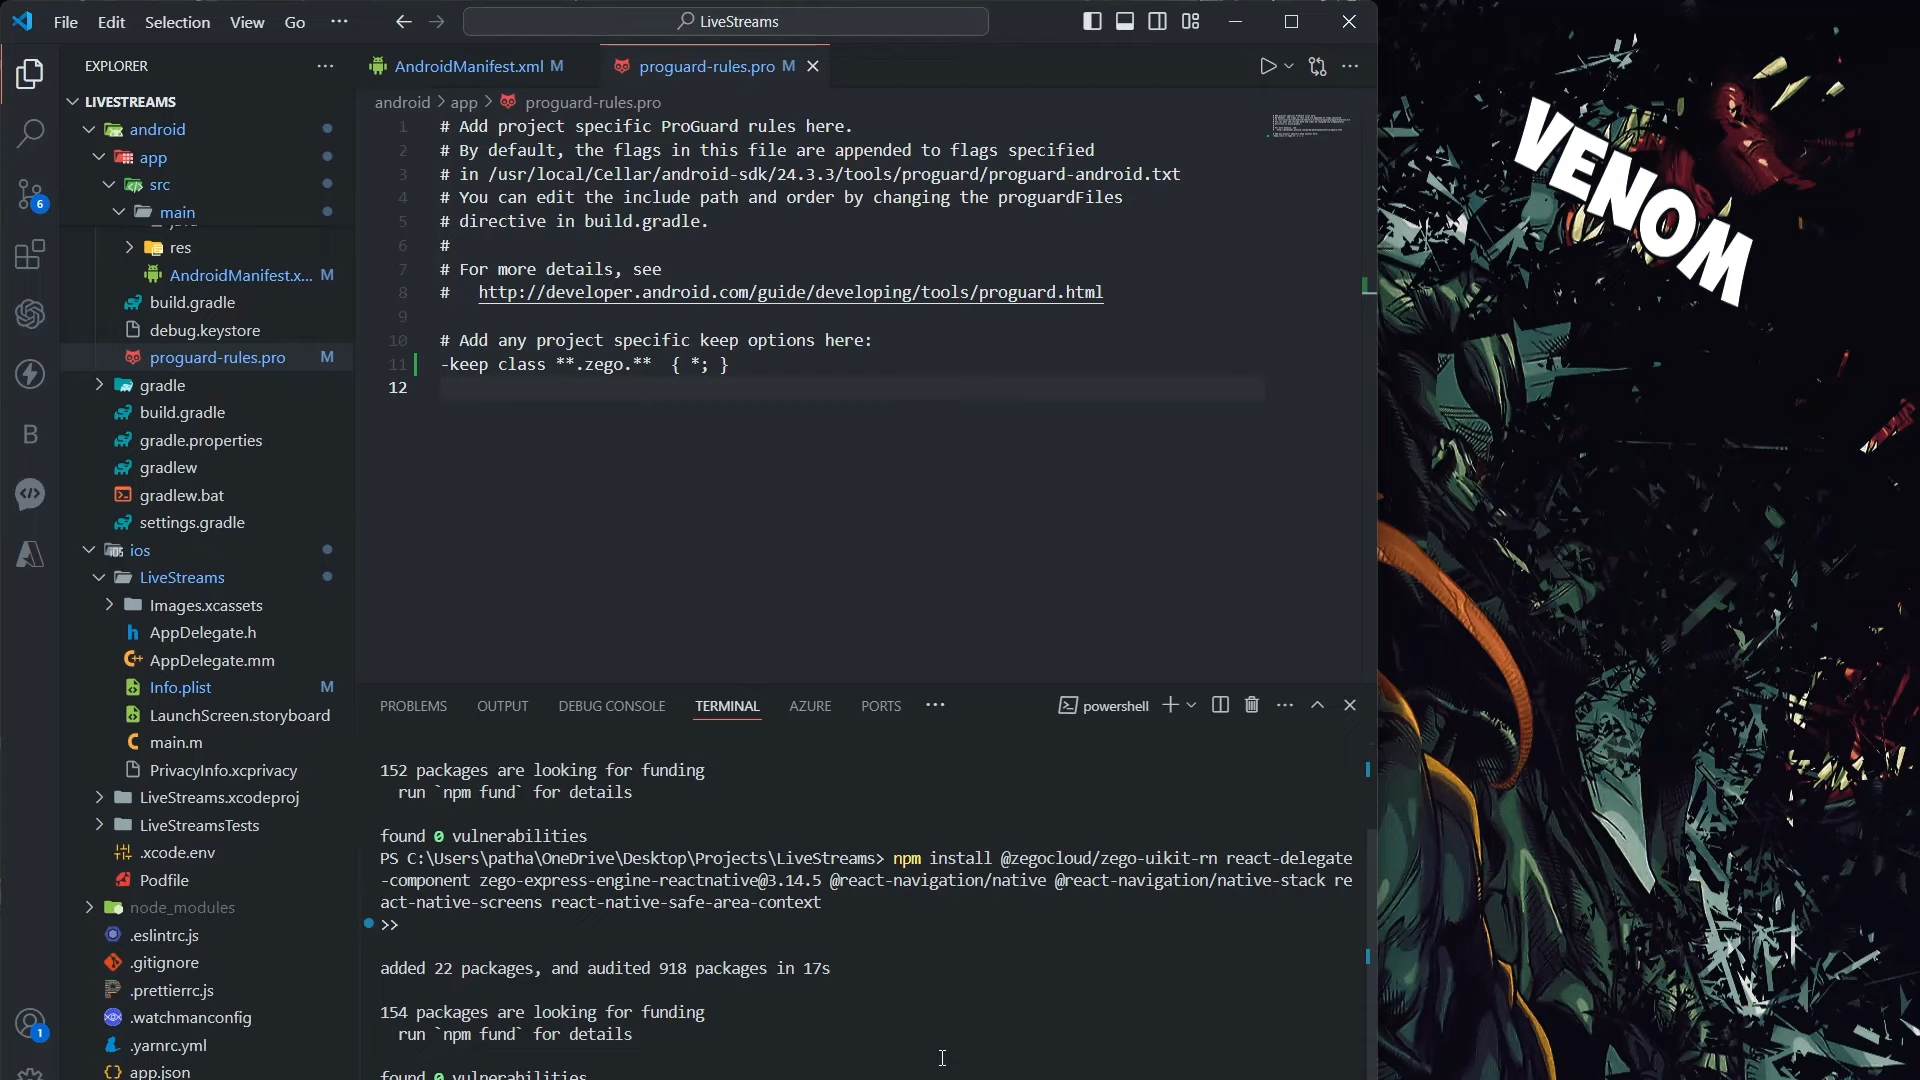 File Edit Selection View Go ··· LiveStreams
EXPLORER
LIVESTREAMS
android
app
src
main
res
AndroidManifest.x... M
build.gradle
debug.keystore
proguard-rules.pro M
gradle
build.gradle
gradle.properties
gradlew
gradlew.bat
settings.gradle
ios
LiveStreams
Images.xcassets
AppDelegate.h
AppDelegate.mm
Info.plist M
LaunchScreen.storyboard
main.m
PrivacyInfo.xcprivacy
LiveStreams.xcodeproj
LiveStreamsTests
.xcode.env
Podfile
node_modules
.eslintrc.js
.gitignore
.prettierrc.js
.watchmanconfig
.yarnrc.yml
app.json
6
B
1
AndroidManifest.xml M proguard-rules.pro M
android > app > proguard-rules.pro
1 # Add project specific ProGuard rules here.
2 # By default, the flags in this file are appended to flags specified
3 # in /usr/local/Cellar/android-sdk/24.3.3/tools/proguard/proguard-android.txt
4 # You can edit the include path and order by changing the proguardFiles
5 # directive in build.gradle.
6 #
7 # For more details, see
8 #   http://developer.android.com/guide/developing/tools/proguard.html
9
10 # Add any project specific keep options here:
11 -keep class **.zego.**  { *; }
12
PROBLEMS OUTPUT DEBUG CONSOLE TERMINAL AZURE PORTS ··· powershell
152 packages are looking for funding
run `npm fund` for details
found 0 vulnerabilities
PS C:\Users\patha\OneDrive\Desktop\Projects\LiveStreams> npm install @zegocloud/zego-uikit-rn react-delegate
-component zego-express-engine-reactnative@3.14.5 @react-navigation/native @react-navigation/native-stack re
act-native-screens react-native-safe-area-context
>>
added 22 packages, and audited 918 packages in 17s
154 packages are looking for funding
run `npm fund` for details
found 0 vulnerabilities
VENOM